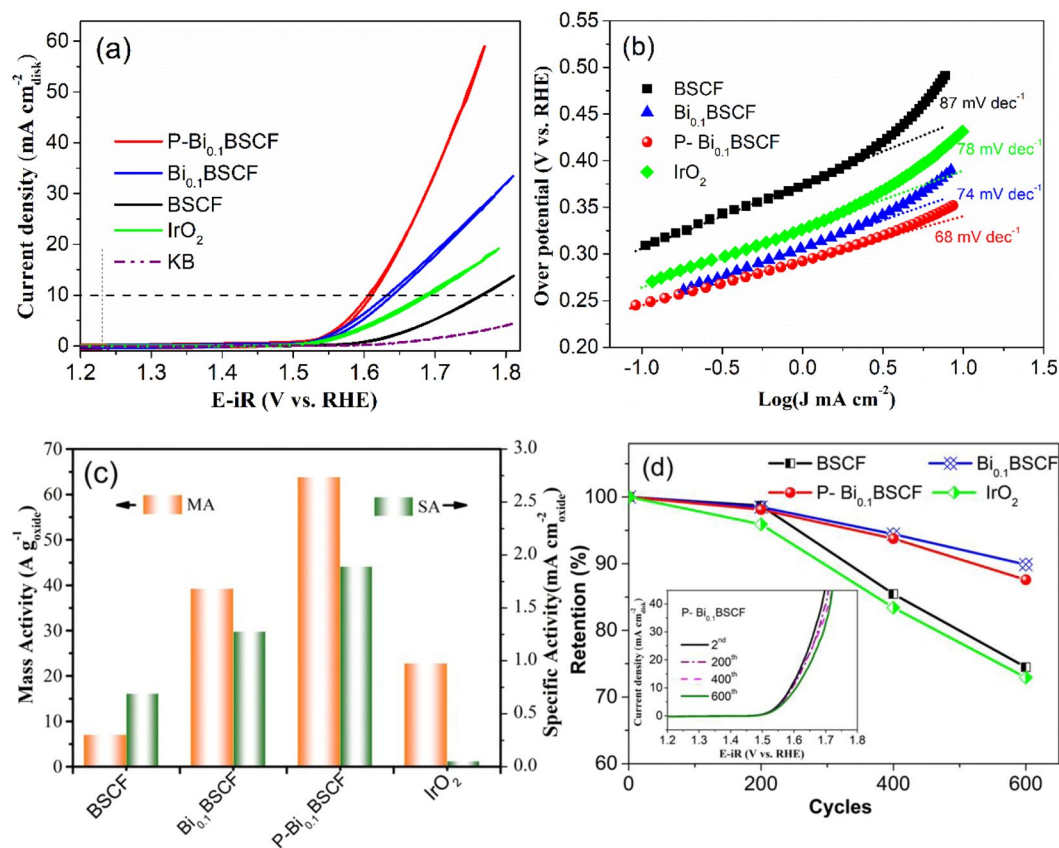 (a)
Current density (mA cm⁻²disk)
60
50
40
30
20
10
0
P-Bi0.1BSCF
Bi0.1BSCF
BSCF
IrO2
KB
1.2 1.3 1.4 1.5 1.6 1.7 1.8
E-iR (V vs. RHE)
(b)
Over potential (V vs. RHE)
0.50
0.45
0.40
0.35
0.30
0.25
0.20
BSCF
Bi0.1BSCF
P- Bi0.1BSCF
IrO2
87 mV dec⁻¹
78 mV dec⁻¹
74 mV dec⁻¹
68 mV dec⁻¹
-1.0 -0.5 0.0 0.5 1.0 1.5
Log(J mA cm⁻²)
(c)
Mass Activity (A g⁻¹oxide)
70
60
50
40
30
20
10
0
MA
SA
3.0
2.5
2.0
1.5
1.0
0.5
0.0
Specific Activity(mA cm⁻²oxide)
BSCF
Bi0.1BSCF
P-Bi0.1BSCF
IrO2
(d)
Retention (%)
100
90
80
70
60
BSCF
Bi0.1BSCF
P- Bi0.1BSCF
IrO2
P- Bi0.1BSCF
Current density (mA cm⁻²disk)
40
30
20
10
0
2nd
200th
400th
600th
1.2 1.3 1.4 1.5 1.6 1.7 1.8
E-iR (V vs. RHE)
0 200 400 600
Cycles